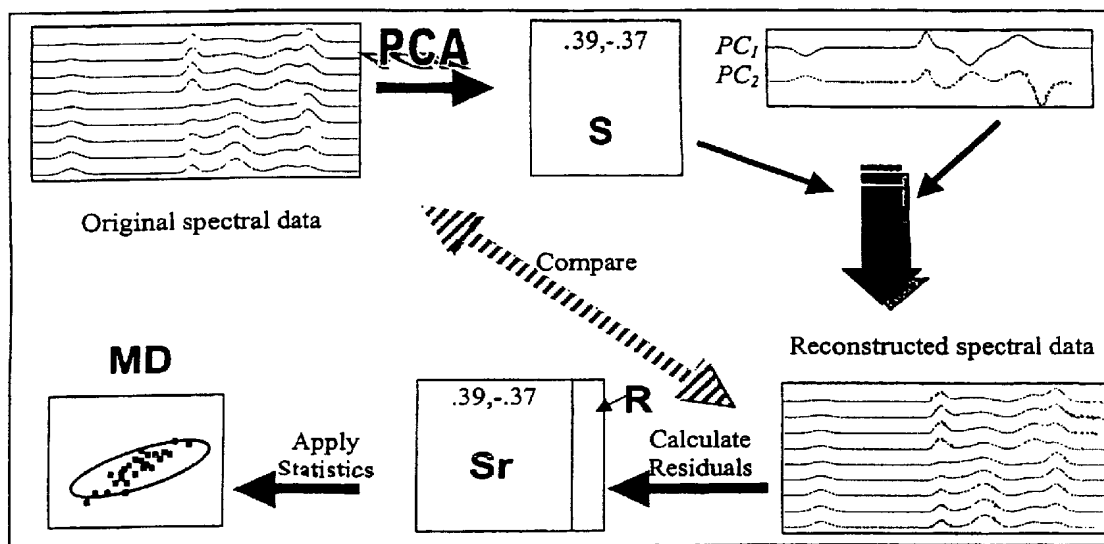 PCA
.39,-.37
S
PC1
PC2
Original spectral data
Compare
Reconstructed spectral data
MD
.39,-.37
R
Sr
Apply
Statistics
Calculate
Residuals